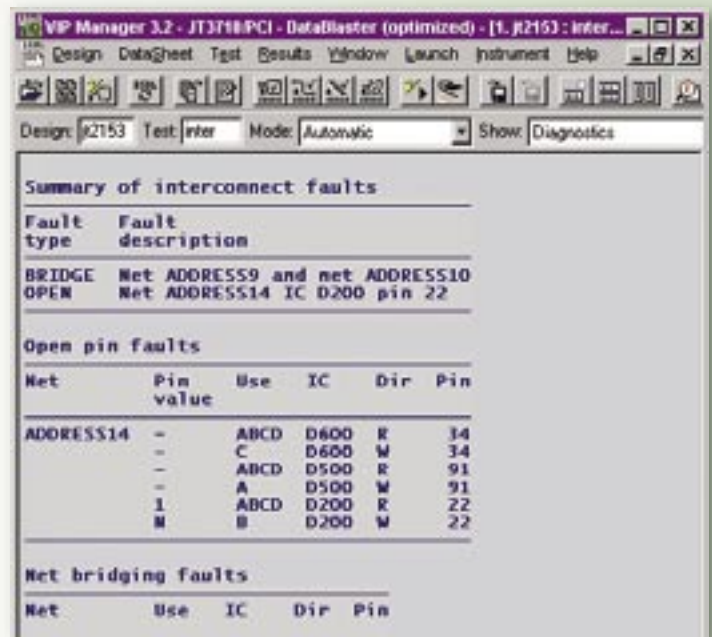 VIP Manager 3.2 - JT3718/PCI - DataBlaster (optimized) - [1. jt2153 : inter...
Design DataSheet Test Results Window Launch Instrument Help
Design: jt2153 Test: inter Mode: Automatic Show: Diagnostics
Summary of interconnect faults
Fault Fault
type description
BRIDGE Net ADDRESS9 and net ADDRESS10
OPEN Net ADDRESS14 IC D200 pin 22
Open pin faults
Net Pin Use IC Dir Pin
value
ADDRESS14 - ABCD D600 R 34
- C D600 W 34
- ABCD D500 R 91
- A D500 W 91
1 ABCD D200 R 22
N B D200 W 22
Net bridging faults
Net Use IC Dir Pin